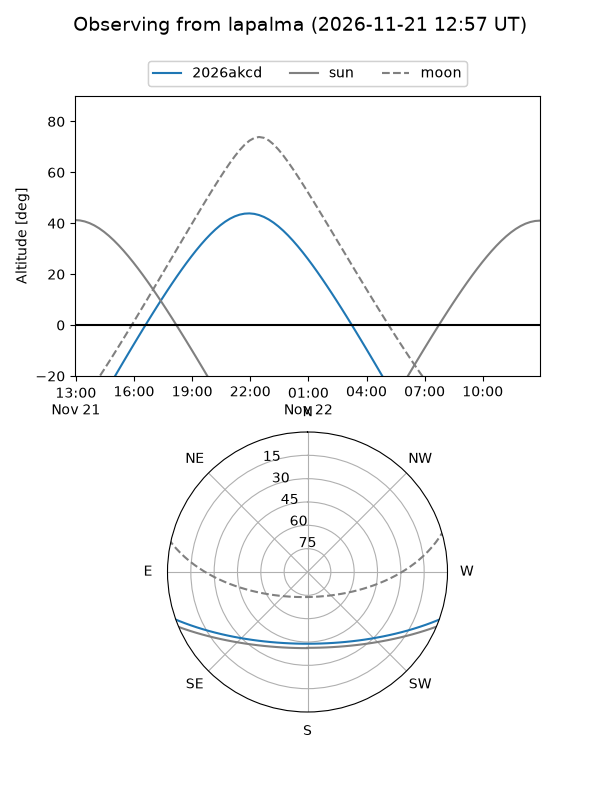 Observing from lapalma (2026-11-21 12:57 UT)
2026akcd sun moon
Altitude [deg]
80
60
40
20
0
−20
13:00 16:00 19:00 22:00 01:00 04:00 07:00 10:00
Nov 21 Nov 22
N
NE NW
15
30
45
60
75
E W
SE SW
S